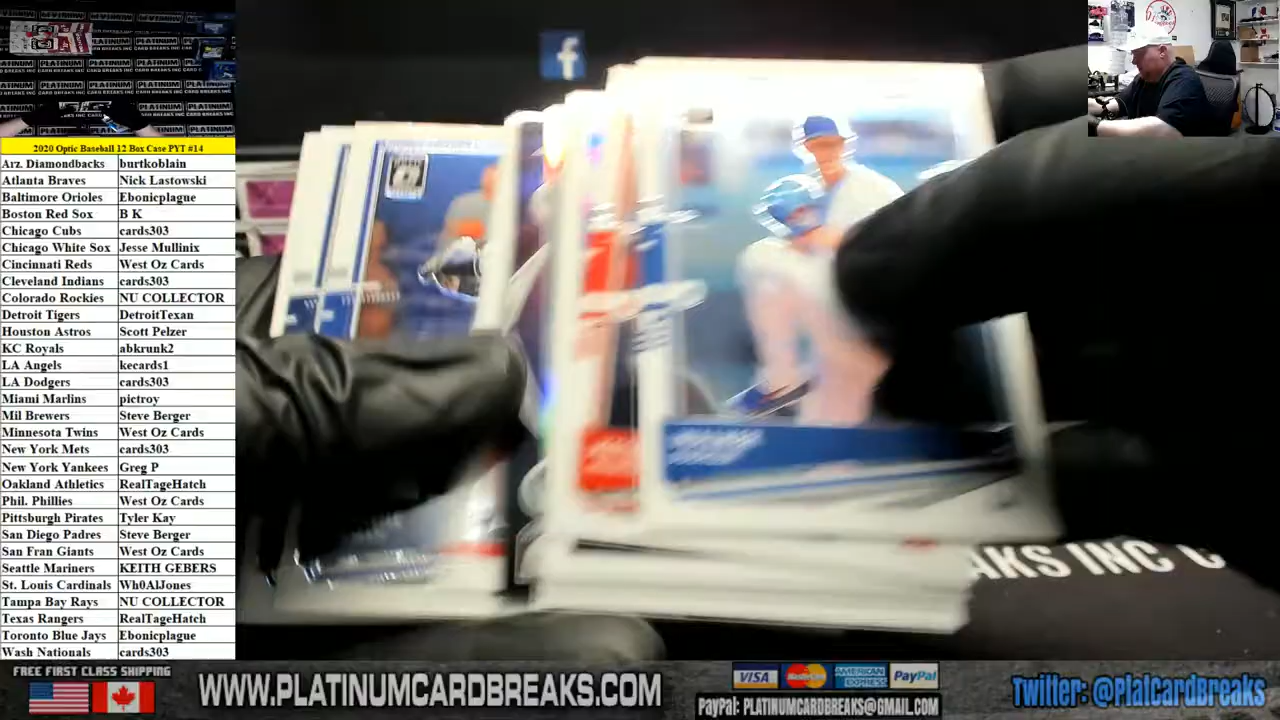 2020 Optic Baseball 12 Box Case PYT #14
Arz. Diamondbacks burtkoblain
Atlanta Braves Nick Lastowski
Baltimore Orioles Ebonicplague
Boston Red Sox B K
Chicago Cubs cards303
Chicago White Sox Jesse Mullinix
Cincinnati Reds West Oz Cards
Cleveland Indians cards303
Colorado Rockies NU COLLECTOR
Detroit Tigers DetroitTexan
Houston Astros Scott Pelzer
KC Royals abkrunk2
LA Angels kecards1
LA Dodgers cards303
Miami Marlins pictroy
Mil Brewers Steve Berger
Minnesota Twins West Oz Cards
New York Mets cards303
New York Yankees Greg P
Oakland Athletics RealTageHatch
Phil. Phillies West Oz Cards
Pittsburgh Pirates Tyler Kay
San Diego Padres Steve Berger
San Fran Giants West Oz Cards
Seattle Mariners KEITH GEBERS
St. Louis Cardinals Wh0AlJones
Tampa Bay Rays NU COLLECTOR
Texas Rangers RealTageHatch
Toronto Blue Jays Ebonicplague
Wash Nationals cards303
AKS INC C
FREE FIRST CLASS SHIPPING
WWW.PLATINUMCARDBREAKS.COM
VISA MasterCard AMERICAN EXPRESS PayPal
PayPal: PLATINUMCARDBREAKS@GMAIL.COM
Twitter: @PlatCardBreaks